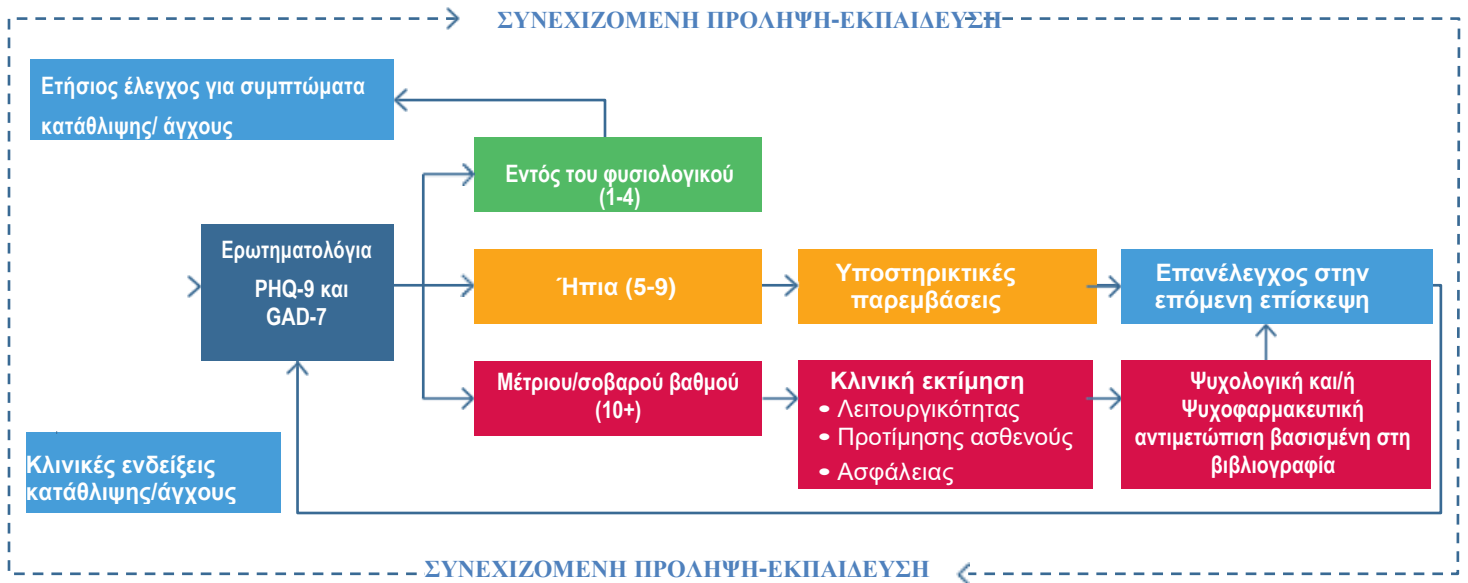 ΣΥΝΕΧΙΖΟΜΕΝΗ ΠΡΟΛΗΨΗ-ΕΚΠΑΙΔΕΥΣΗ
Ετήσιος έλεγχος για συμπτώματα
κατάθλιψης/ άγχους
Εντός του φυσιολογικού
(1-4)
Ερωτηματολόγια
PHQ-9 και
GAD-7
Ήπια (5-9)
Υποστηρικτικές
παρεμβάσεις
Επανέλεγχος στην
επόμενη επίσκεψη
Μέτριου/σοβαρού βαθμού
(10+)
Κλινική εκτίμηση
• Λειτουργικότητας
• Προτίμησης ασθενούς
• Ασφάλειας
Ψυχολογική και/ή
Ψυχοφαρμακευτική
αντιμετώπιση βασισμένη στη
βιβλιογραφία
Κλινικές ενδείξεις
κατάθλιψης/άγχους
ΣΥΝΕΧΙΖΟΜΕΝΗ ΠΡΟΛΗΨΗ-ΕΚΠΑΙΔΕΥΣΗ